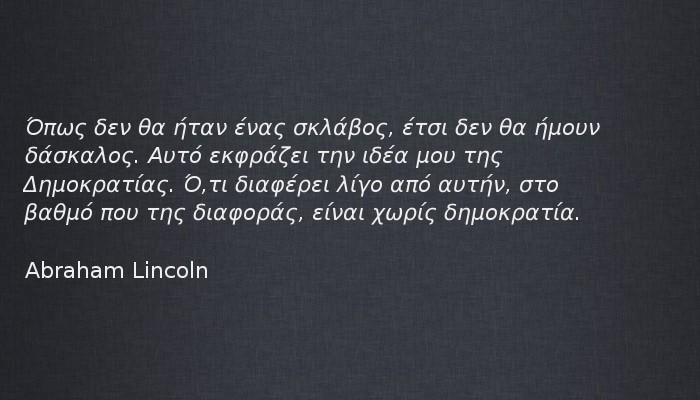 Όπως δεν θα ήταν ένας σκλάβος, έτσι δεν θα ήμουν
δάσκαλος. Αυτό εκφράζει την ιδέα μου της
Δημοκρατίας. Ό,τι διαφέρει λίγο από αυτήν, στο
βαθμό που της διαφοράς, είναι χωρίς δημοκρατία.
Abraham Lincoln